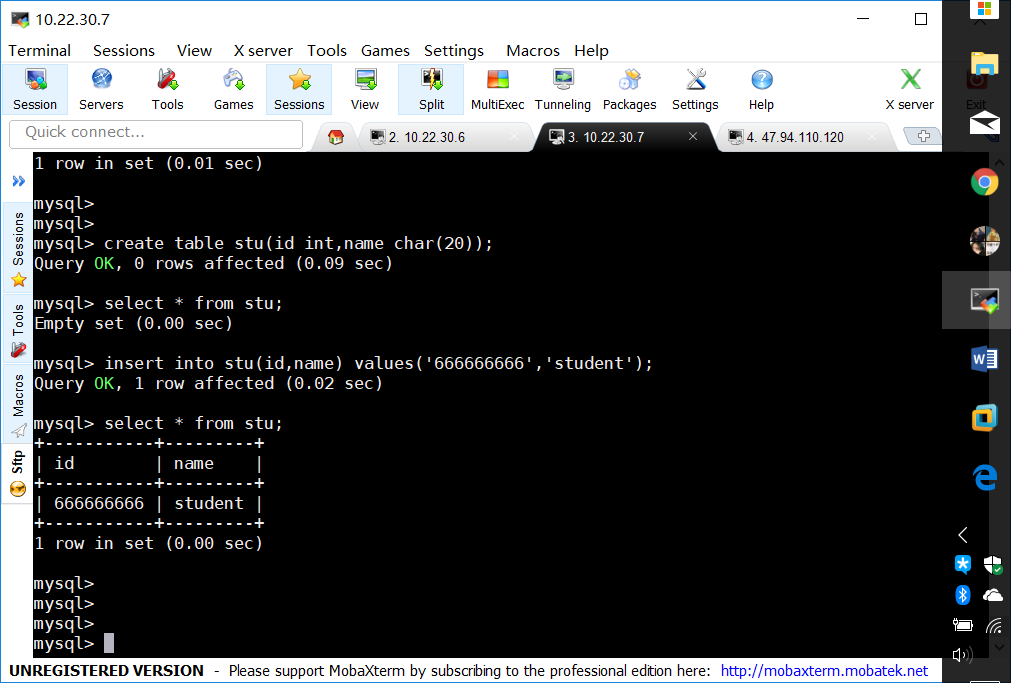 10.22.30.7
Terminal Sessions View X server Tools Games Settings Macros Help
Session Servers Tools Games Sessions View Split MultiExec Tunneling Packages Settings Help X server Exit
Quick connect... 2. 10.22.30.6 3. 10.22.30.7 4. 47.94.110.120
1 row in set (0.01 sec)
mysql>
mysql>
mysql> create table stu(id int,name char(20));
Query OK, 0 rows affected (0.09 sec)
mysql> select * from stu;
Empty set (0.00 sec)
mysql> insert into stu(id,name) values('666666666','student');
Query OK, 1 row affected (0.02 sec)
mysql> select * from stu;
+-----------+---------+
| id        | name    |
+-----------+---------+
| 666666666 | student |
+-----------+---------+
1 row in set (0.00 sec)
mysql>
mysql>
mysql>
mysql>
Sessions
Tools
Macros
Sftp
UNREGISTERED VERSION - Please support MobaXterm by subscribing to the professional edition here: http://mobaxterm.mobatek.net